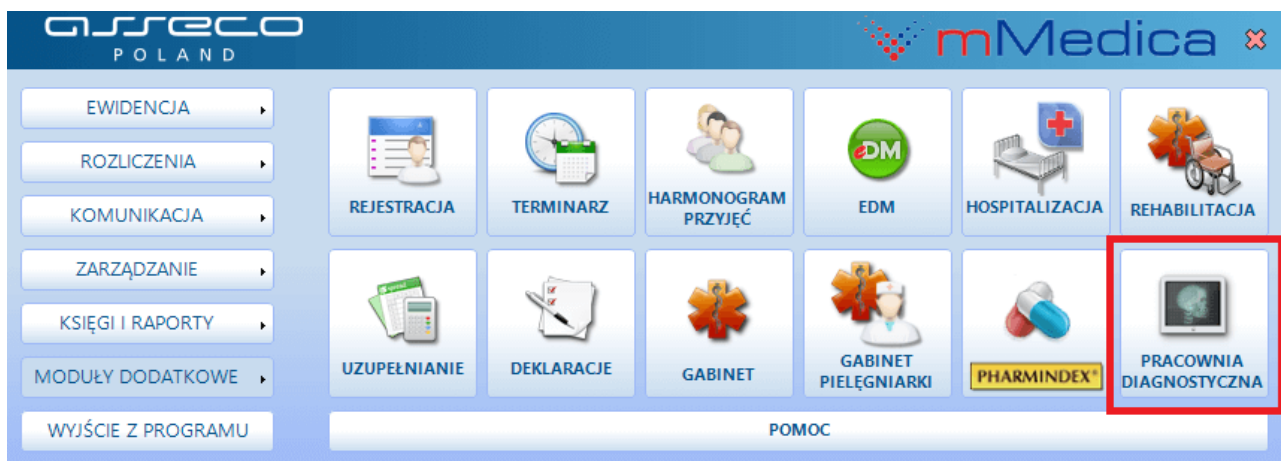 asseco
POLAND
mMedica
EWIDENCJA
ROZLICZENIA
KOMUNIKACJA
ZARZĄDZANIE
KSIĘGI I RAPORTY
MODUŁY DODATKOWE
WYJŚCIE Z PROGRAMU
REJESTRACJA
TERMINARZ
HARMONOGRAM
PRZYJĘĆ
eDM
EDM
HOSPITALIZACJA
REHABILITACJA
UZUPEŁNIANIE
DEKLARACJE
GABINET
GABINET
PIELĘGNIARKI
PHARMINDEX®
PRACOWNIA
DIAGNOSTYCZNA
POMOC